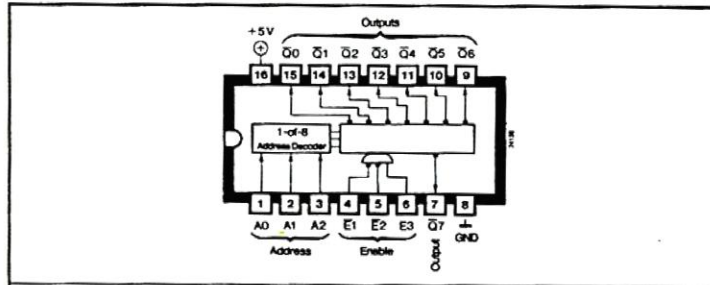 Outputs
+5V Q̅0 Q̅1 Q̅2 Q̅3 Q̅4 Q̅5 Q̅6
16 15 14 13 12 11 10 9
1-of-8
Address Decoder
1 2 3 4 5 6 7 8
A0 A1 A2 E̅1 E̅2 E3 Q̅7 GND
Address Enable Output